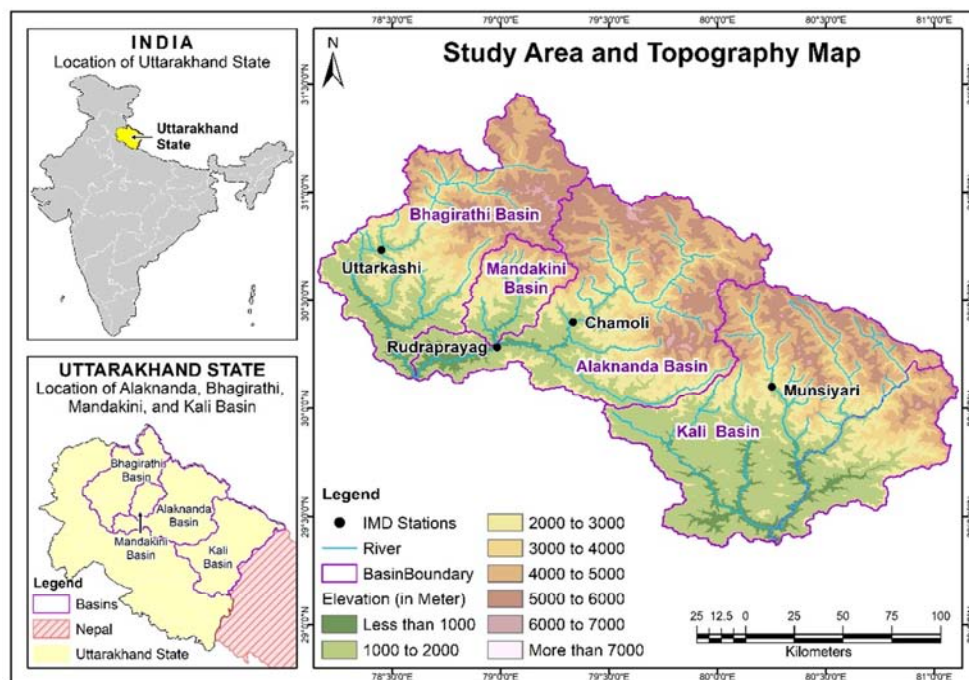 INDIA
Location of Uttarakhand State
Uttarakhand
State
UTTARAKHAND STATE
Location of Alaknanda, Bhagirathi,
Mandakini, and Kali Basin
Bhagirathi
Basin
Alaknanda
Basin
Mandakini
Basin
Kali
Basin
Legend
Basins
Nepal
Uttarakhand State
78°30'0"E 79°0'0"E 79°30'0"E 80°0'0"E 80°30'0"E 81°0'0"E
Study Area and Topography Map
N
31°30'0"N
31°0'0"N
30°30'0"N
30°0'0"N
29°30'0"N
29°0'0"N
Bhagirathi Basin
Uttarkashi
Mandakini
Basin
Chamoli
Rudraprayag
Alaknanda Basin
Munsiyari
Kali Basin
Legend
IMD Stations
River
BasinBoundary
Elevation (in Meter)
Less than 1000
1000 to 2000
2000 to 3000
3000 to 4000
4000 to 5000
5000 to 6000
6000 to 7000
More than 7000
25 12.5 0 25 50 75 100
Kilometers
78°30'0"E 79°0'0"E 79°30'0"E 80°0'0"E 80°30'0"E 81°0'0"E